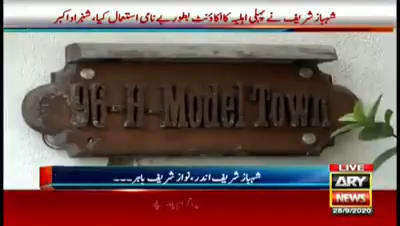 شہباز شریف نے پہلی اہلیہ کا اکاؤنٹ بطور بے نامی استعمال کیا، شہزاد اکبر
96-H-Model Town
شہباز شریف اندر، نواز شریف باہر ۔۔۔
LIVE
ARY
NEWS
28/9/2020